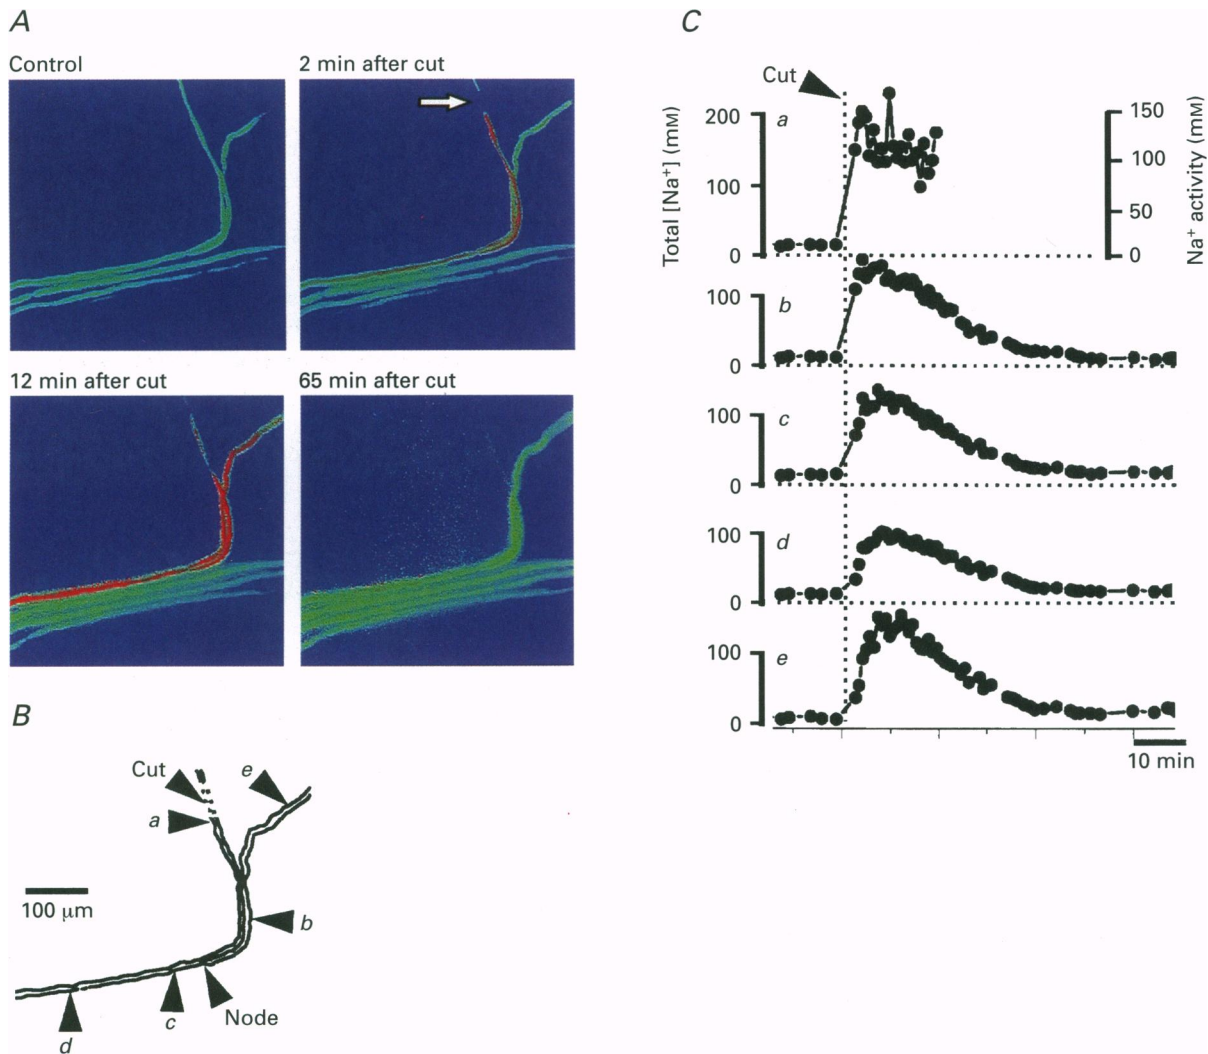 A
Control
2 min after cut
12 min after cut
65 min after cut
B
Cut
e
a
100 μm
b
Node
c
d
C
Cut
200
100
0
Total [Na⁺] (mM)
a
150
100
50
0
Na⁺ activity (mM)
100
0
b
100
0
c
100
0
d
100
0
e
10 min